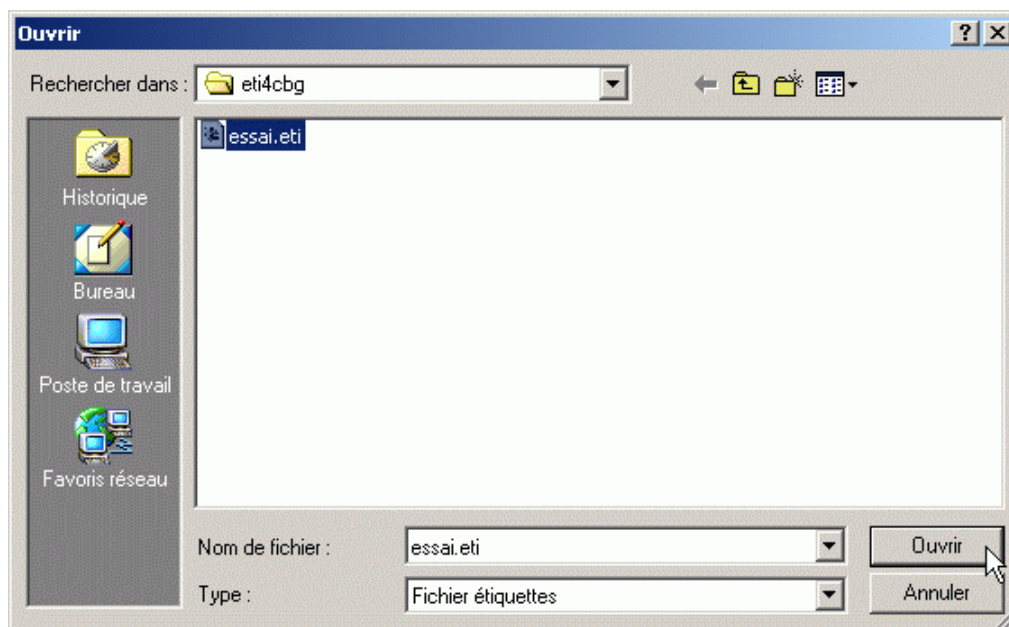 Ouvrir
Rechercher dans : eti4cbg
essai.eti
Historique
Bureau
Poste de travail
Favoris réseau
Nom de fichier : essai.eti Ouvrir
Type : Fichier étiquettes Annuler